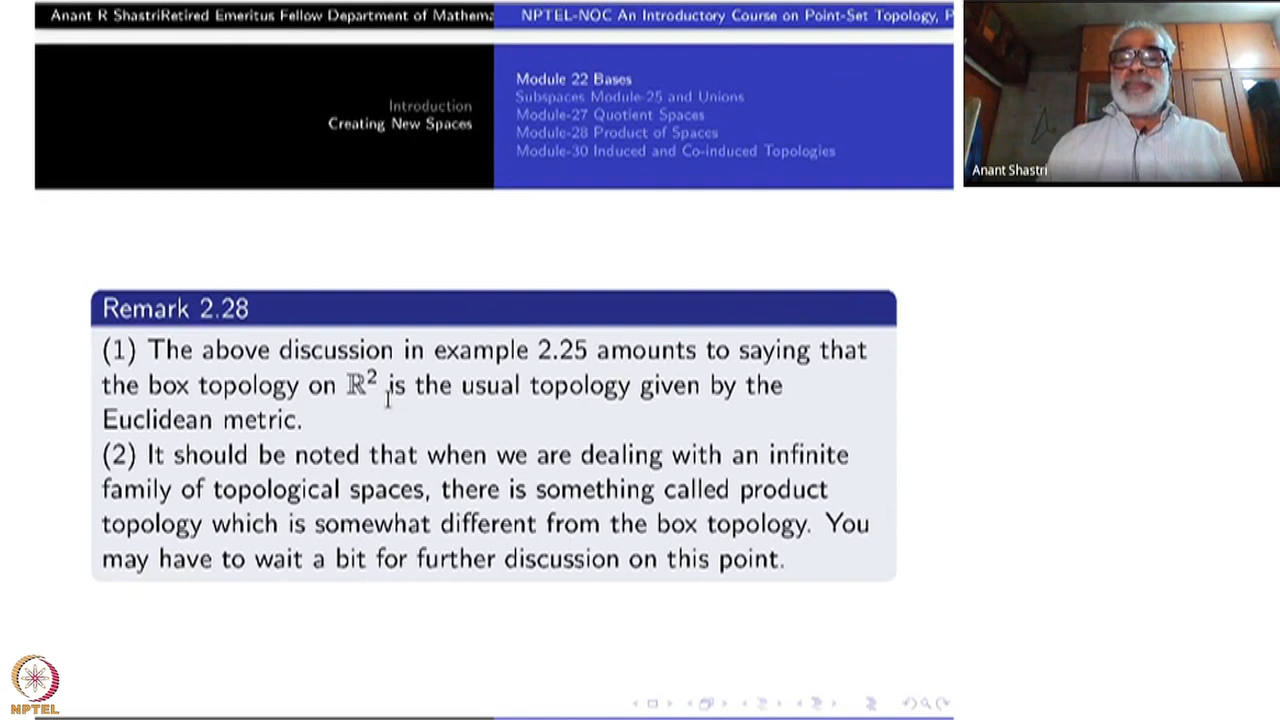 Anant R ShastriRetired Emeritus Fellow Department of Mathema
NPTEL-NOC An Introductory Course on Point-Set Topology, P
Introduction
Creating New Spaces
Module 22 Bases
Subspaces Module-25 and Unions
Module-27 Quotient Spaces
Module-28 Product of Spaces
Module-30 Induced and Co-induced Topologies
Anant Shastri
Remark 2.28
(1) The above discussion in example 2.25 amounts to saying that
the box topology on ℝ² is the usual topology given by the
Euclidean metric.
(2) It should be noted that when we are dealing with an infinite
family of topological spaces, there is something called product
topology which is somewhat different from the box topology. You
may have to wait a bit for further discussion on this point.
NPTEL